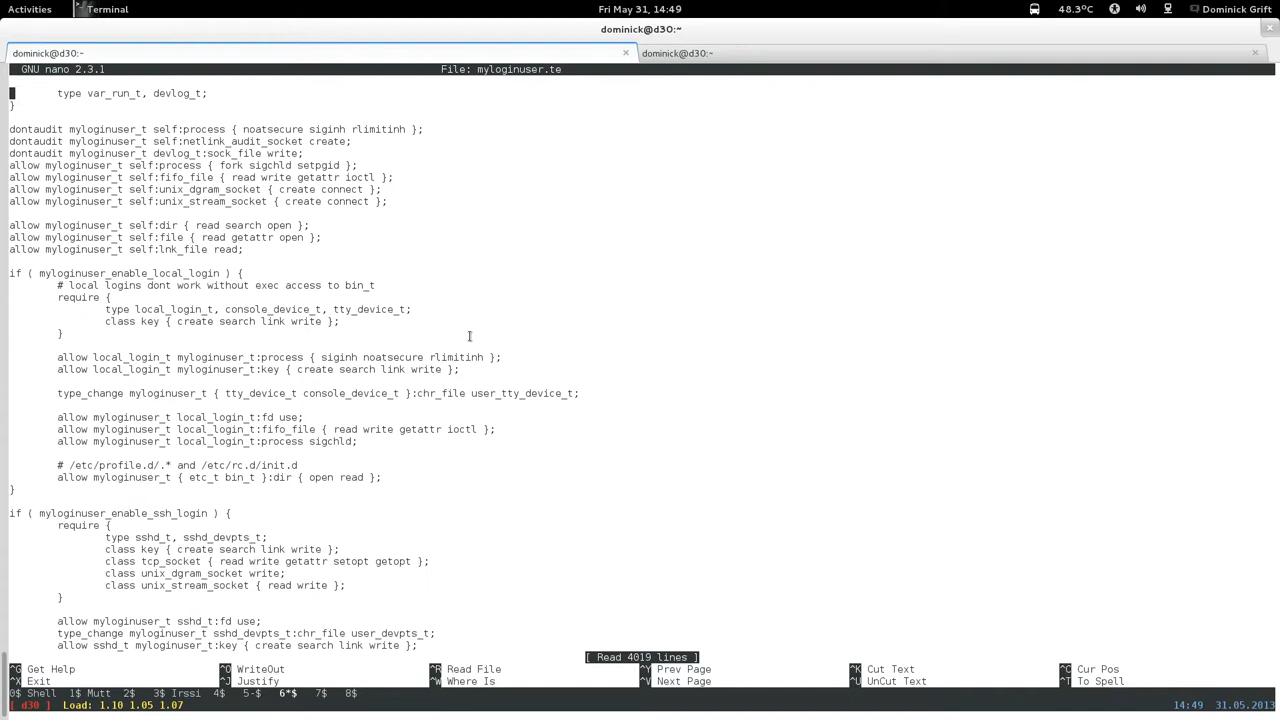 Activities Terminal Fri May 31, 14:49 48.3°C Dominick Grift
dominick@d30:~
dominick@d30:~ × dominick@d30:~ ×
GNU nano 2.3.1 File: myloginuser.te
type var_run_t, devlog_t;
}
dontaudit myloginuser_t self:process { noatsecure siginh rlimitinh };
dontaudit myloginuser_t self:netlink_audit_socket create;
dontaudit myloginuser_t devlog_t:sock_file write;
allow myloginuser_t self:process { fork sigchld setpgid };
allow myloginuser_t self:fifo_file { read write getattr ioctl };
allow myloginuser_t self:unix_dgram_socket { create connect };
allow myloginuser_t self:unix_stream_socket { create connect };
allow myloginuser_t self:dir { read search open };
allow myloginuser_t self:file { read getattr open };
allow myloginuser_t self:lnk_file read;
if ( myloginuser_enable_local_login ) {
# local logins dont work without exec access to bin_t
require {
type local_login_t, console_device_t, tty_device_t;
class key { create search link write };
}
allow local_login_t myloginuser_t:process { siginh noatsecure rlimitinh };
allow local_login_t myloginuser_t:key { create search link write };
type_change myloginuser_t { tty_device_t console_device_t }:chr_file user_tty_device_t;
allow myloginuser_t local_login_t:fd use;
allow myloginuser_t local_login_t:fifo_file { read write getattr ioctl };
allow myloginuser_t local_login_t:process sigchld;
# /etc/profile.d/.* and /etc/rc.d/init.d
allow myloginuser_t { etc_t bin_t }:dir { open read };
}
if ( myloginuser_enable_ssh_login ) {
require {
type sshd_t, sshd_devpts_t;
class key { create search link write };
class tcp_socket { read write getattr setopt getopt };
class unix_dgram_socket write;
class unix_stream_socket { read write };
}
allow myloginuser_t sshd_t:fd use;
type_change myloginuser_t sshd_devpts_t:chr_file user_devpts_t;
allow sshd_t myloginuser_t:key { create search link write };
[ Read 4019 lines ]
^G Get Help ^O WriteOut ^R Read File ^Y Prev Page ^K Cut Text ^C Cur Pos
^X Exit ^J Justify ^W Where Is ^V Next Page ^U UnCut Text ^T To Spell
0$ Shell 1$ Mutt 2$ 3$ Irssi 4$ 5-$ 6*$ 7$ 8$
[ d30 ] Load: 1.10 1.05 1.07 14:49 31.05.2013